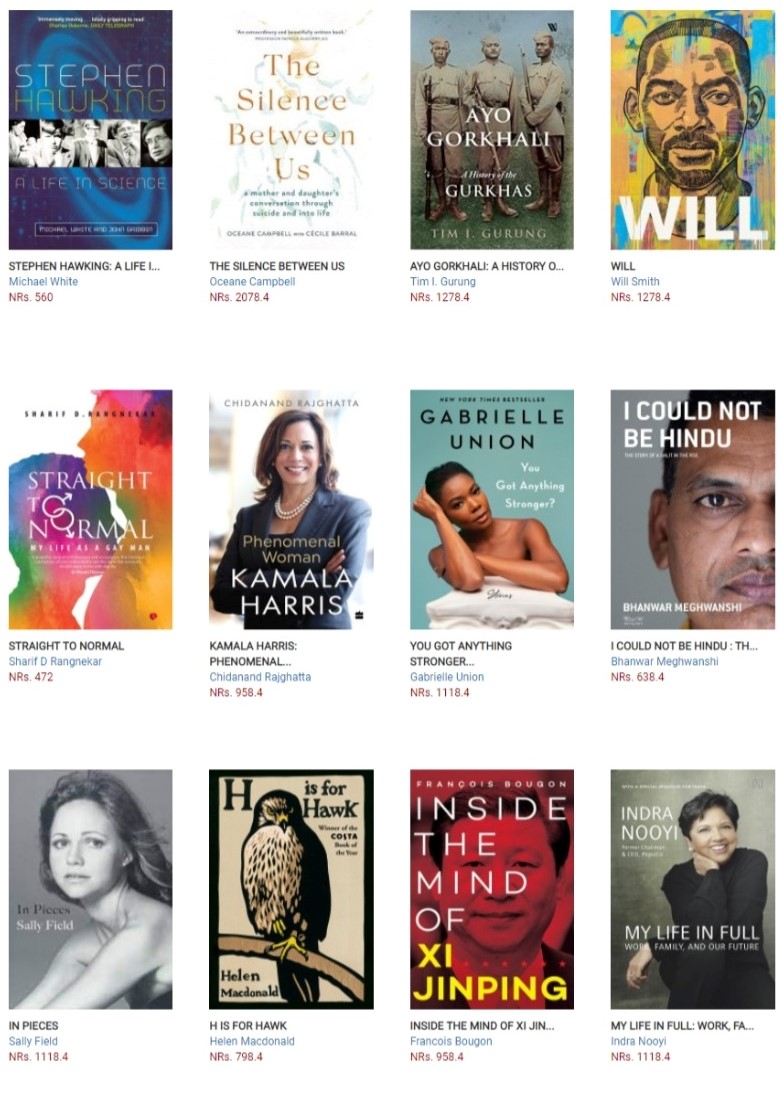 "Immensely moving... totally gripping to read"
Charles Osborne, DAILY TELEGRAPH
STEPHEN
HAWKING
A LIFE IN SCIENCE
MICHAEL WHITE AND JOHN GRIBBIN
STEPHEN HAWKING: A LIFE I...
Michael White
NRs. 560
"An extraordinary and beautifully written book."
The
Silence
Between
Us
a mother and daughter's
conversation through
suicide and into life
OCEANE CAMPBELL WITH CÉCILE BARRAL
THE SILENCE BETWEEN US
Oceane Campbell
NRs. 2078.4
AYO
GORKHALI
A History of the
GURKHAS
TIM I. GURUNG
AYO GORKHALI: A HISTORY O...
Tim I. Gurung
NRs. 1278.4
WILL
WILL
Will Smith
NRs. 1278.4
SHARIF D. RANGNEKAR
STRAIGHT
TO
NORMAL
MY LIFE AS A GAY MAN
STRAIGHT TO NORMAL
Sharif D Rangnekar
NRs. 472
CHIDANAND RAJGHATTA
Phenomenal
Woman
KAMALA
HARRIS
KAMALA HARRIS:
PHENOMENAL...
Chidanand Rajghatta
NRs. 958.4
NEW YORK TIMES BESTSELLER
GABRIELLE
UNION
You
Got Anything
Stronger?
Stories
YOU GOT ANYTHING
STRONGER...
Gabrielle Union
NRs. 1118.4
I COULD NOT
BE HINDU
THE STORY OF A DALIT IN THE RSS
BHANWAR MEGHWANSHI
I COULD NOT BE HINDU : TH...
Bhanwar Meghwanshi
NRs. 638.4
In Pieces
Sally Field
IN PIECES
Sally Field
NRs. 1118.4
H is for
Hawk
Winner of the
COSTA
Book of
the Year
Helen
Macdonald
H IS FOR HAWK
Helen Macdonald
NRs. 798.4
FRANÇOIS BOUGON
INSIDE
THE
MIND
OF
XI
JINPING
INSIDE THE MIND OF XI JIN...
Francois Bougon
NRs. 958.4
INDRA
NOOYI
Former Chairman
& CEO, PepsiCo
MY LIFE IN FULL
WORK, FAMILY, AND OUR FUTURE
MY LIFE IN FULL: WORK, FA...
Indra Nooyi
NRs. 1118.4